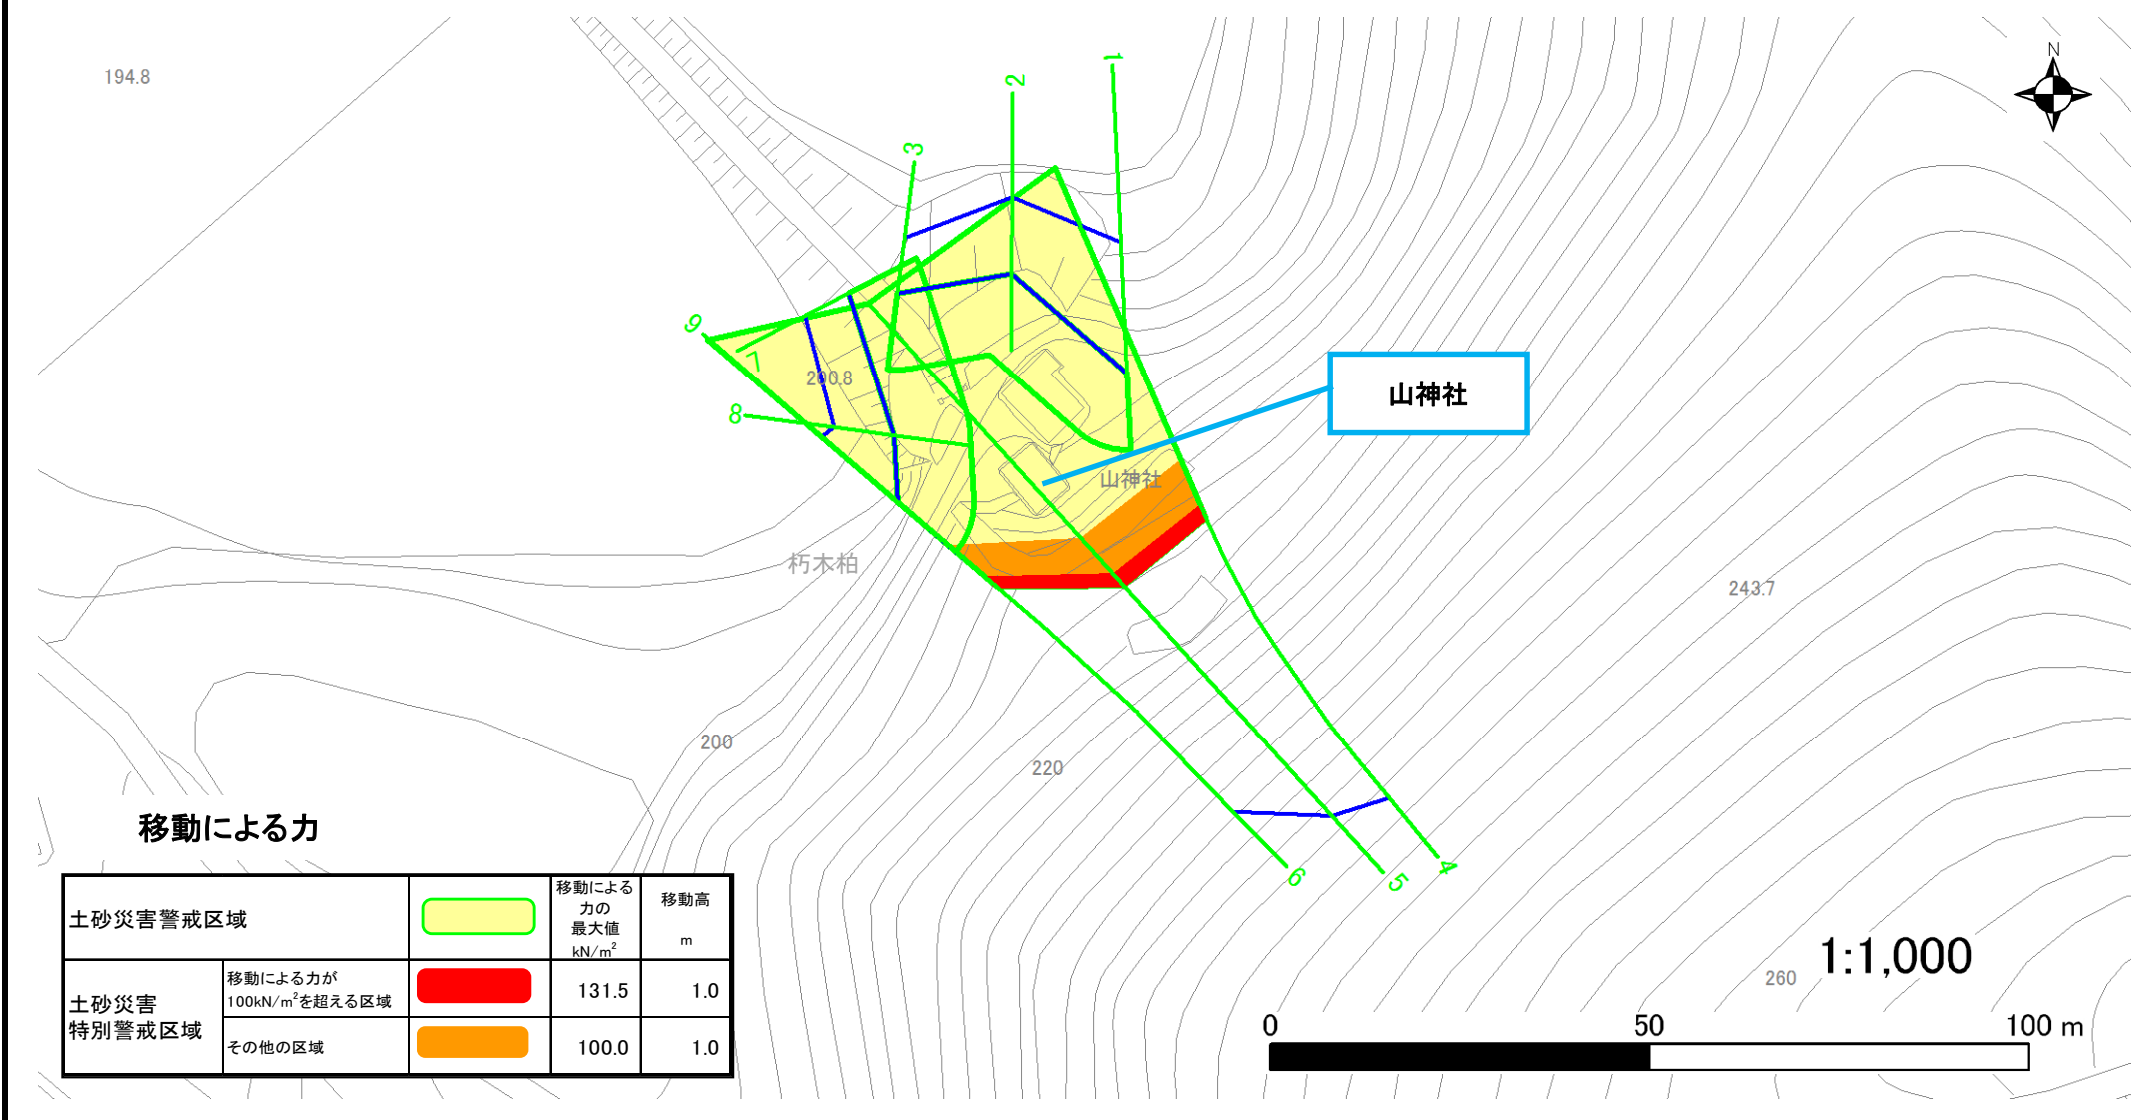 194.8
N
1
2
3
9
7
200.8
8
山神社
山神社
朽木柏
243.7
200
220
移動による力
6
5
4
土砂災害警戒区域
移動による
力の
最大値
kN/m²
移動高
m
土砂災害
特別警戒区域
移動による力が
100kN/m²を超える区域
131.5
1.0
その他の区域
100.0
1.0
1:1,000
260
0
50
100 m